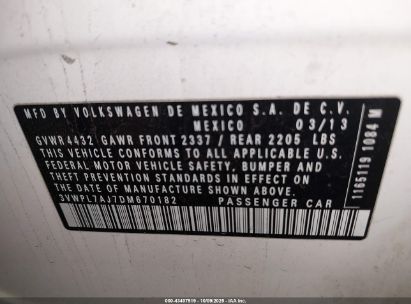 MFD BY VOLKSWAGEN DE MEXICO S.A. DE C.V.
MEXICO 03/13
GVWR 4432 GAWR FRONT 2337 / REAR 2205 LBS
THIS VEHICLE CONFORMS TO ALL APPLICABLE
FEDERAL MOTOR VEHICLE SAFETY, BUMPER AND
THEFT PREVENTION STANDARDS IN EFFECT ON
THE DATE OF MANUFACTURE SHOWN ABOVE.
3VWPL7AJ7DM670182 PASSENGER CAR
1165119 1084 M